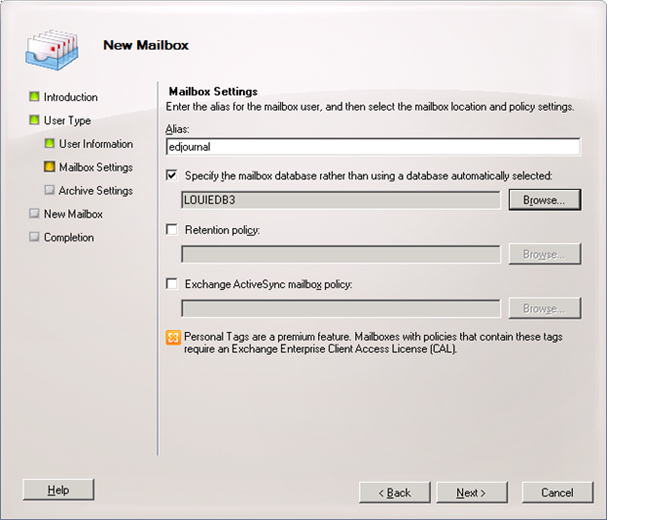 New Mailbox
Introduction
User Type
User Information
Mailbox Settings
Archive Settings
New Mailbox
Completion
Mailbox Settings
Enter the alias for the mailbox user, and then select the mailbox location and policy settings.
Alias:
edjournal
Specify the mailbox database rather than using a database automatically selected:
LOUIEDB3
Browse...
Retention policy:
Browse...
Exchange ActiveSync mailbox policy:
Browse...
Personal Tags are a premium feature. Mailboxes with policies that contain these tags
require an Exchange Enterprise Client Access License (CAL).
Help
< Back
Next >
Cancel